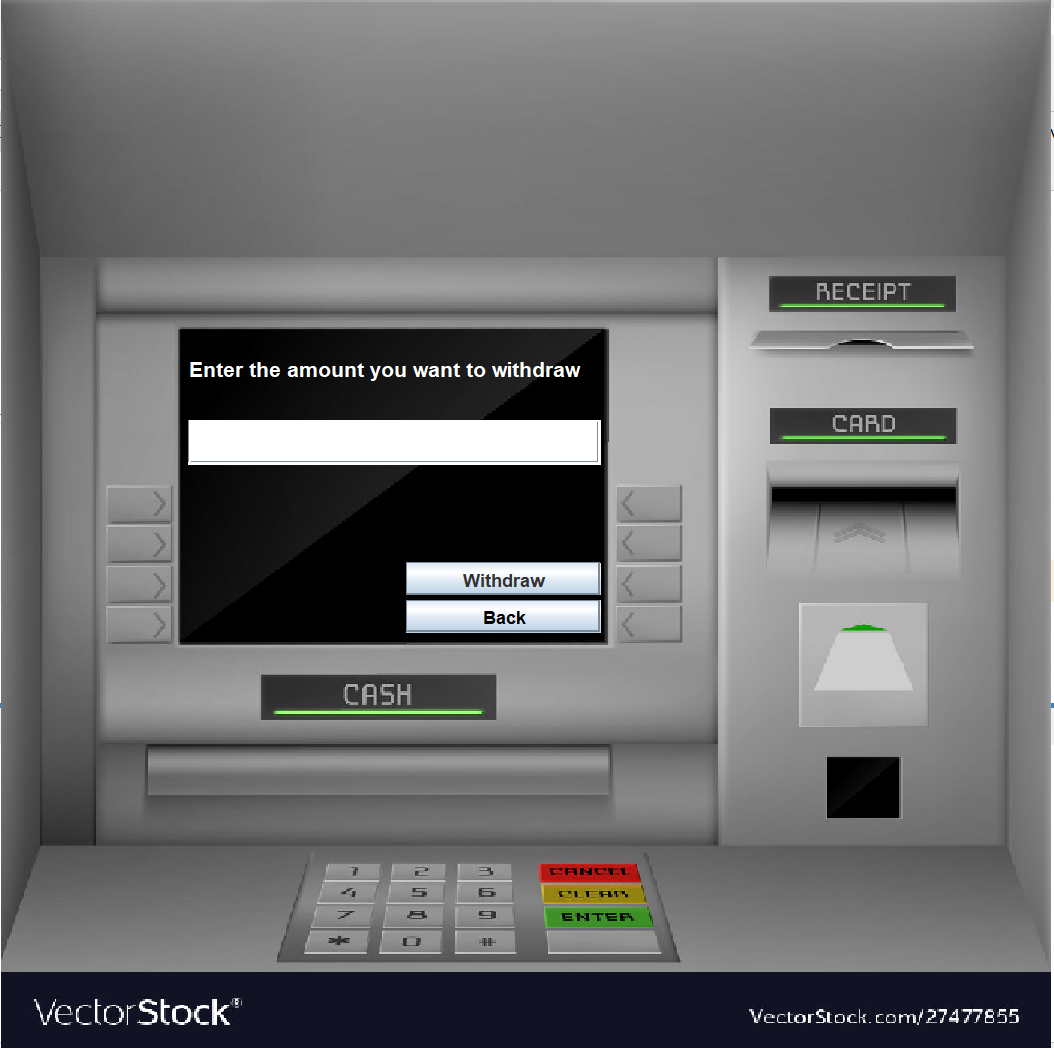 RECEIPT
Enter the amount you want to withdraw
CARD
Withdraw
Back
CASH
1 2 3 CANCEL
4 5 6 CLEAR
7 8 9 ENTER
* 0 #
VectorStock®
VectorStock.com/27477855